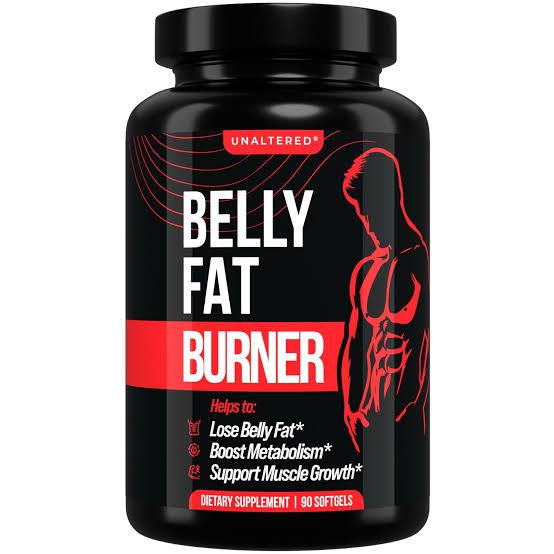 UNALTERED®
BELLY
FAT
BURNER
Helps to:
Lose Belly Fat*
Boost Metabolism*
Support Muscle Growth*
DIETARY SUPPLEMENT | 90 SOFTGELS